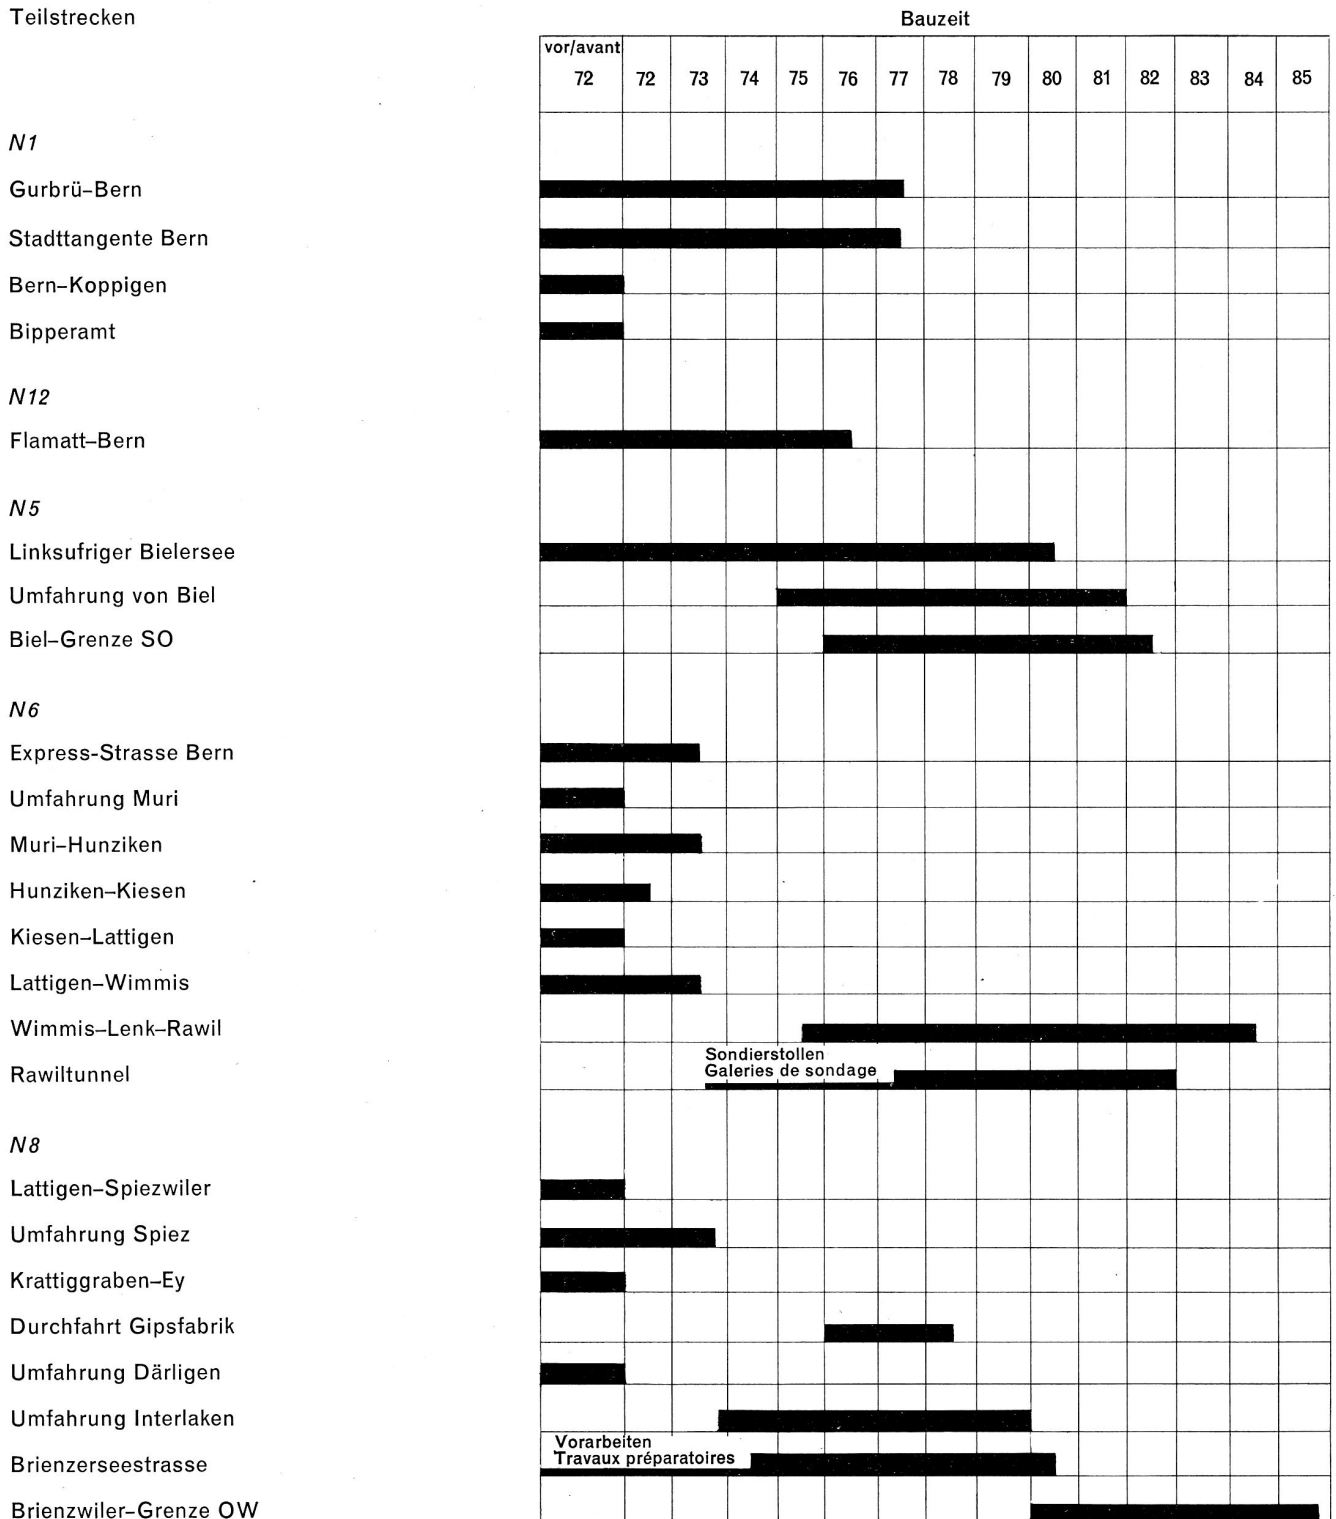 Teilstrecken Bauzeit
vor/avant
72 72 73 74 75 76 77 78 79 80 81 82 83 84 85
N1
Gurbrü–Bern
Stadttangente Bern
Bern–Koppigen
Bipperamt
N12
Flamatt–Bern
N5
Linksufriger Bielersee
Umfahrung von Biel
Biel–Grenze SO
N6
Express-Strasse Bern
Umfahrung Muri
Muri–Hunziken
Hunziken–Kiesen
Kiesen–Lattigen
Lattigen–Wimmis
Wimmis–Lenk–Rawil
Sondierstollen
Galeries de sondage
Rawiltunnel
N8
Lattigen–Spiezwiler
Umfahrung Spiez
Krattiggraben–Ey
Durchfahrt Gipsfabrik
Umfahrung Därligen
Umfahrung Interlaken
Vorarbeiten
Travaux préparatoires
Brienzerseestrasse
Brienzwiler–Grenze OW